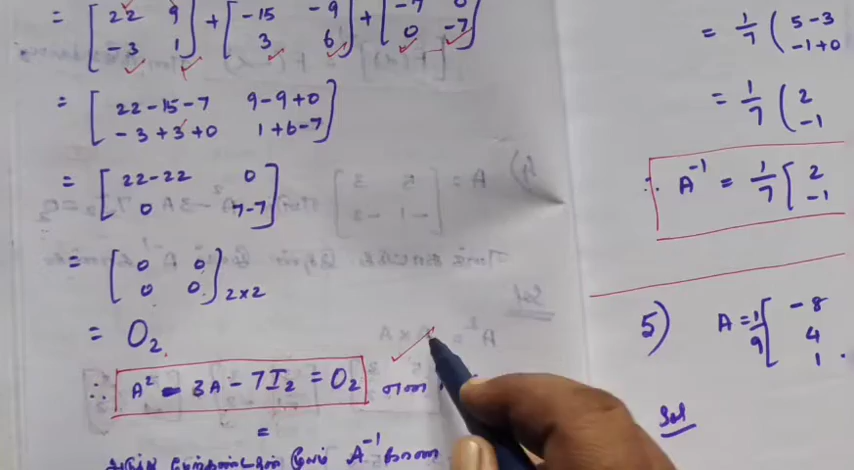 = [ 22 9 ] + [ -15 -9 ] + [ -7 0 ]
[ -3 1 ] [ 3 6 ] [ 0 -7 ]
= [ 22-15-7 9-9+0 ]
[ -3+3+0 1+6-7 ]
= [ 22-22 0 ]
[ 0 7-7 ]
= [ 0 0 ]
[ 0 0 ] 2x2
= O₂
∴ A² - 3A - 7I₂ = O₂
=
A⁻¹
= 1/7 ( 5-3
-1+0
= 1/7 ( 2
-1
∴ A⁻¹ = 1/7 [ 2
-1
5) A = 1/9 [ -8
4
1
Sol